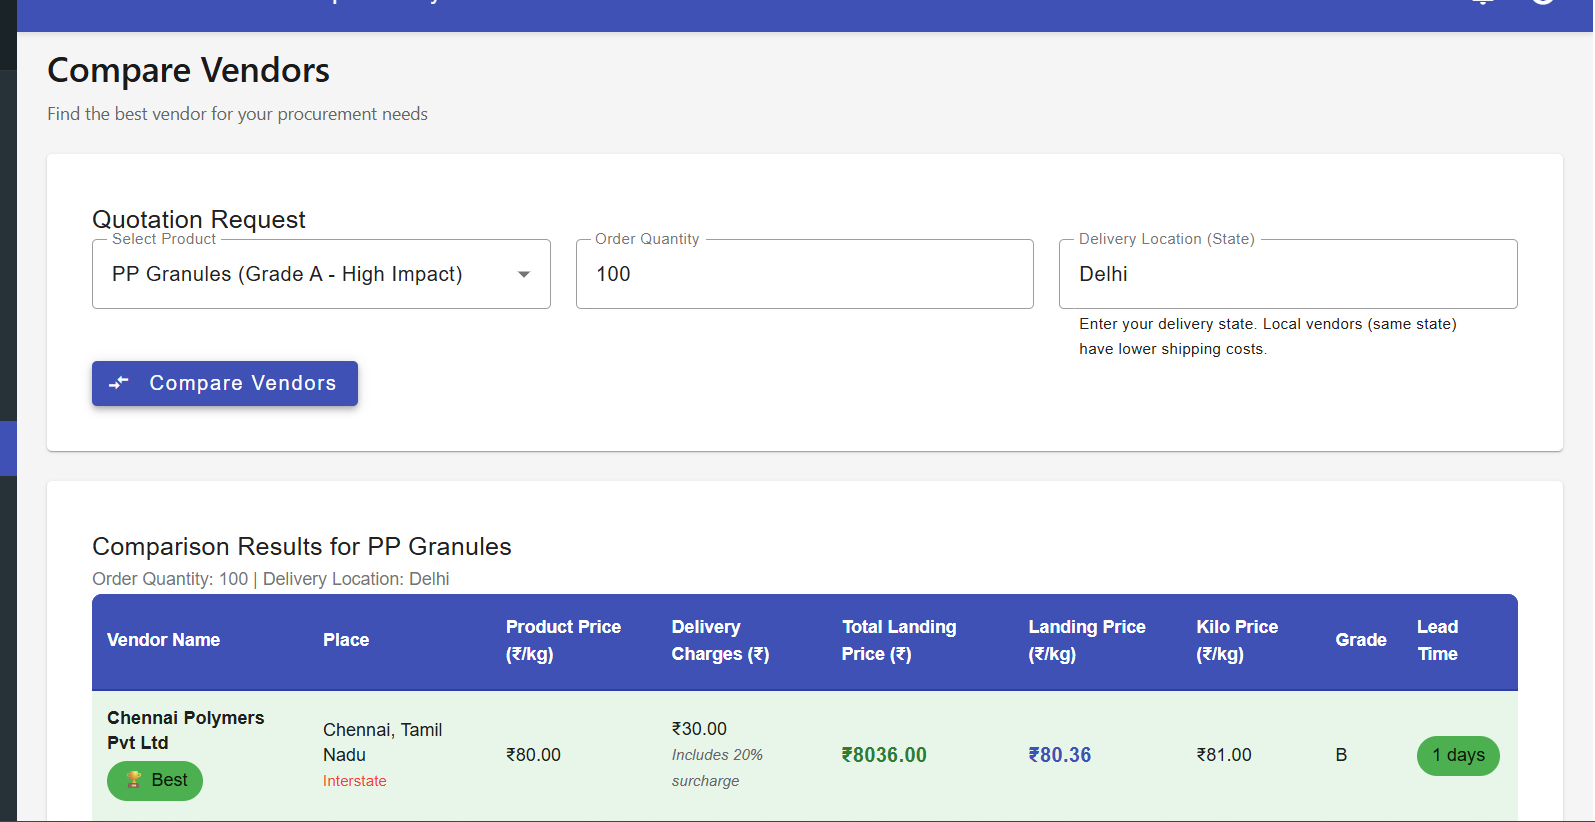 Compare Vendors
Find the best vendor for your procurement needs
Quotation Request
Select Product
PP Granules (Grade A - High Impact)
Order Quantity
100
Delivery Location (State)
Delhi
Enter your delivery state. Local vendors (same state)
have lower shipping costs.
Compare Vendors
Comparison Results for PP Granules
Order Quantity: 100 | Delivery Location: Delhi
Vendor Name
Place
Product Price
(₹/kg)
Delivery
Charges (₹)
Total Landing
Price (₹)
Landing Price
(₹/kg)
Kilo Price
(₹/kg)
Grade
Lead
Time
Chennai Polymers
Pvt Ltd
🏆 Best
Chennai, Tamil
Nadu
Interstate
₹80.00
₹30.00
Includes 20%
surcharge
₹8036.00
₹80.36
₹81.00
B
1 days